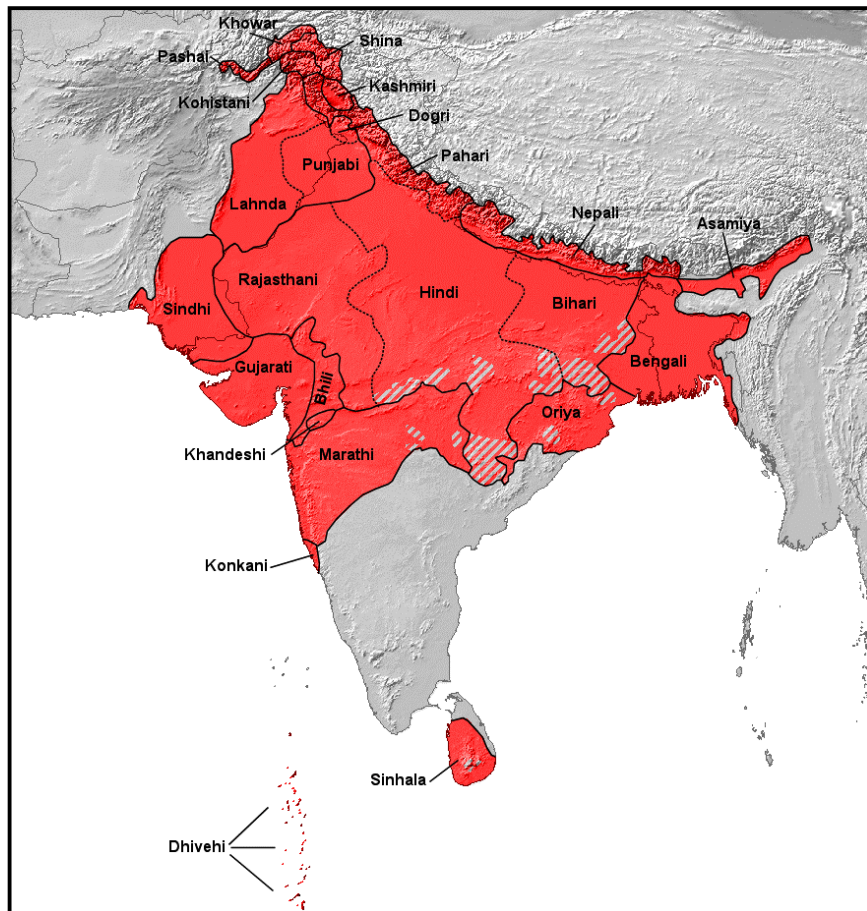 Khowar
Shina
Pashai
Kashmiri
Kohistani
Dogri
Punjabi
Pahari
Lahnda
Nepali
Asamiya
Rajasthani
Hindi
Bihari
Sindhi
Bengali
Gujarati
Bhili
Oriya
Khandeshi
Marathi
Konkani
Sinhala
Dhivehi